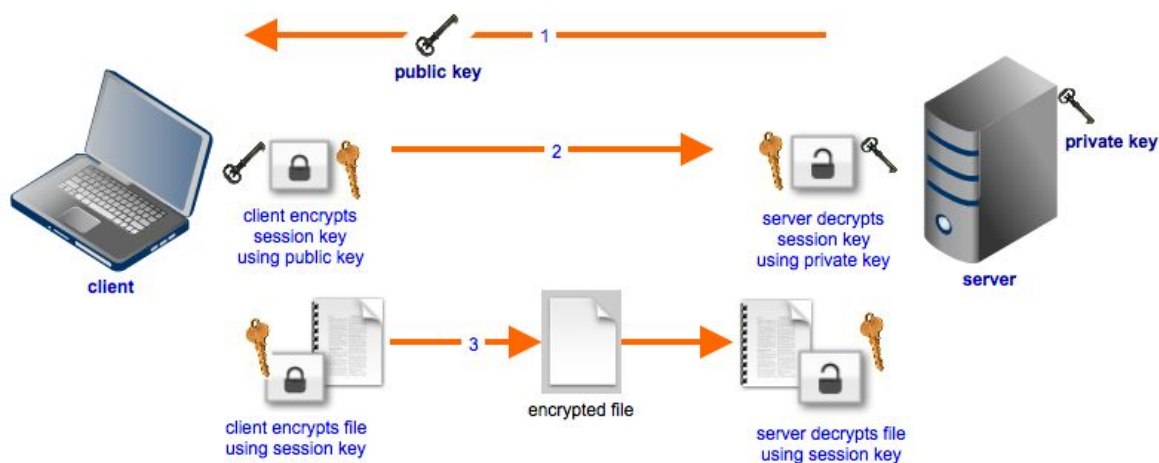 1
public key
private key
2
client encrypts
session key
using public key
server decrypts
session key
using private key
client
server
3
encrypted file
client encrypts file
using session key
server decrypts file
using session key